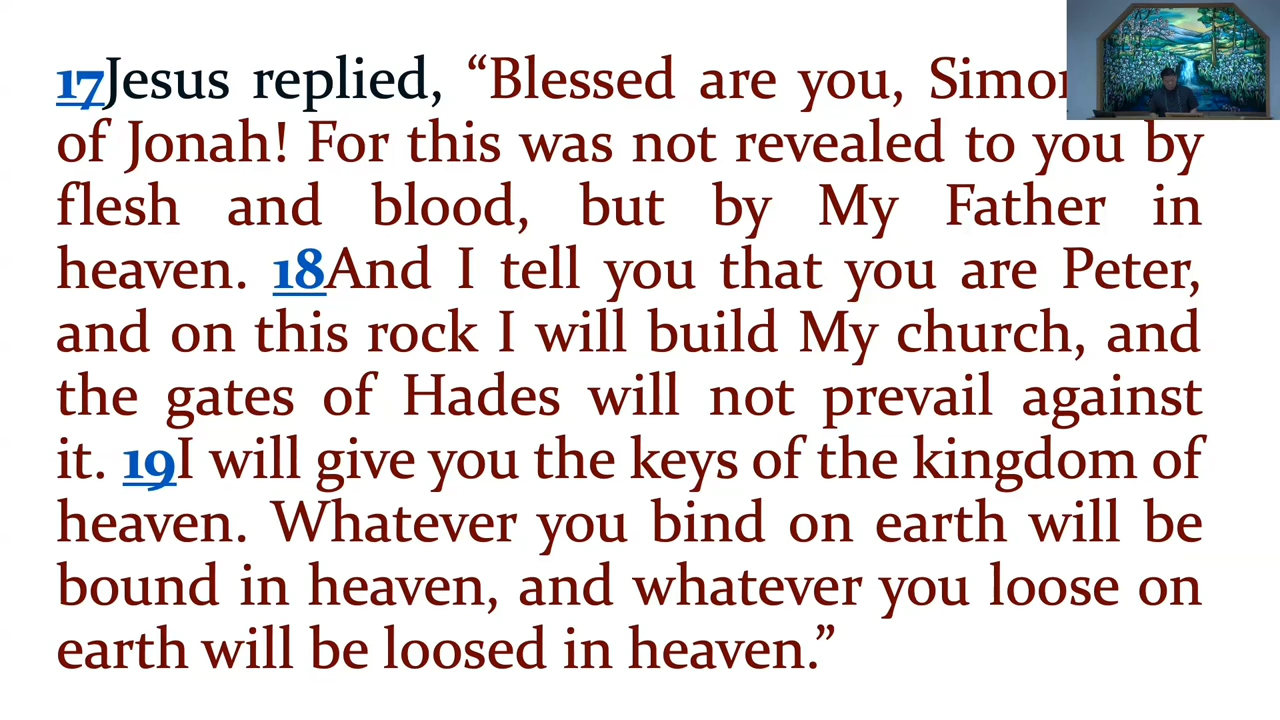 17Jesus replied, “Blessed are you, Simon
of Jonah! For this was not revealed to you by
flesh and blood, but by My Father in
heaven. 18And I tell you that you are Peter,
and on this rock I will build My church, and
the gates of Hades will not prevail against
it. 19I will give you the keys of the kingdom of
heaven. Whatever you bind on earth will be
bound in heaven, and whatever you loose on
earth will be loosed in heaven.”